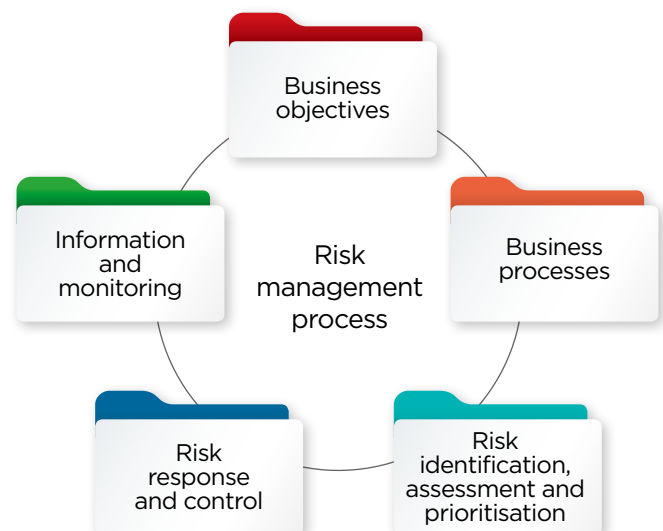 Business
objectives
Business
processes
Risk
identification,
assessment and
prioritisation
Risk
response
and control
Information
and
monitoring
Risk
management
process